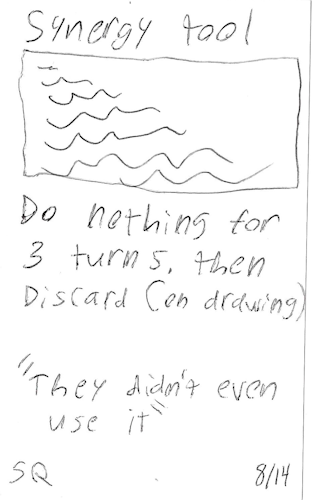 Synergy tool
Do nothing for
3 turns. then
Discard (on drawing)
"They didn't even
use it"
SQ
8/14